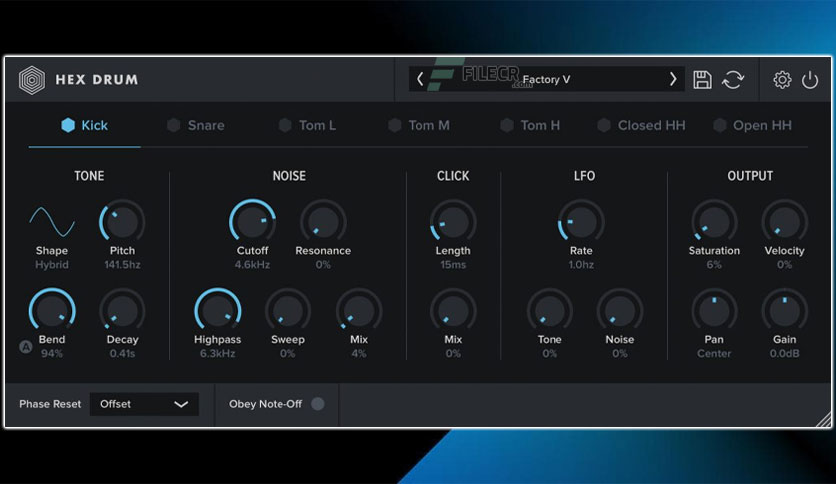 HEX DRUM
FILECR
.com
Factory V
Kick Snare Tom L Tom M Tom H Closed HH Open HH
TONE NOISE CLICK LFO OUTPUT
Shape Pitch Cutoff Resonance Length Rate Saturation Velocity
Hybrid 141.5hz 4.6kHz 0% 15ms 1.0hz 6% 0%
Bend Decay Highpass Sweep Mix Mix Tone Noise Pan Gain
A 94% 0.41s 6.3kHz 0% 4% 0% 0% 0% Center 0.0dB
Phase Reset Offset Obey Note-Off